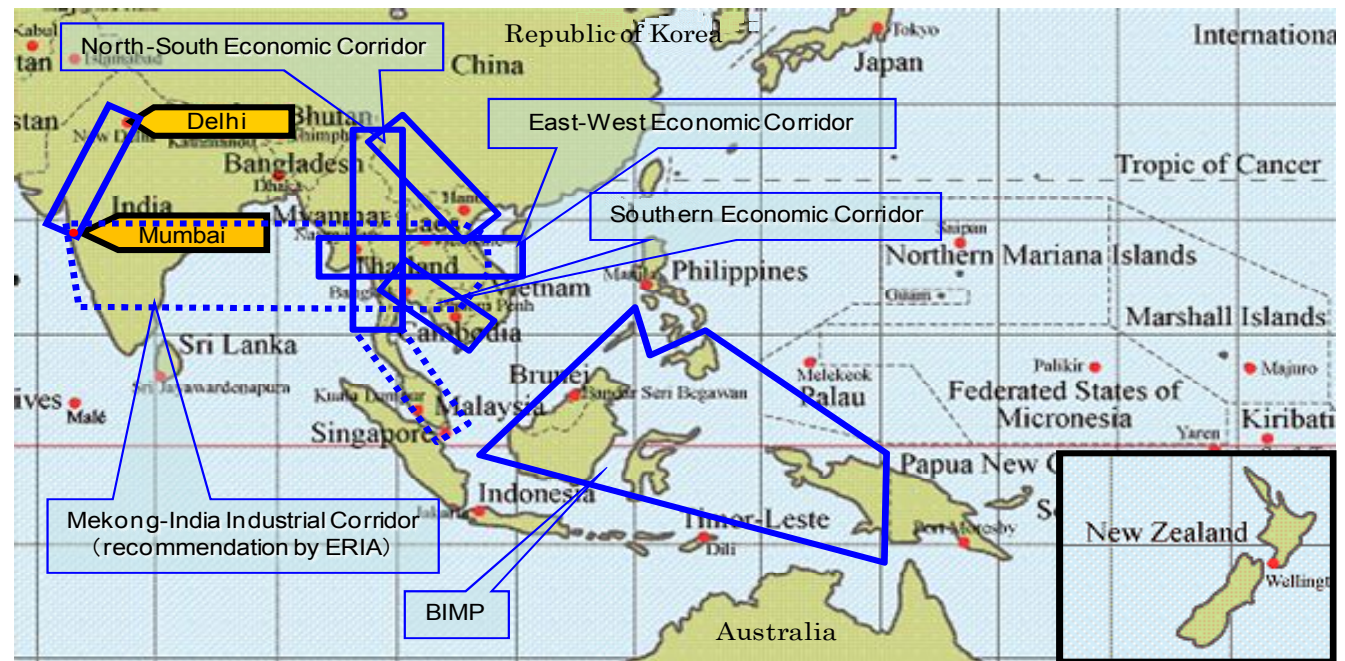 Kabul
Islamabad
tan
North-South Economic Corridor
Republic of Korea
China
Tokyo
Japan
Internationa
stan
Delhi
New Delhi
Bhutan
Thimphu
Kathmandu
East-West Economic Corridor
Bangladesh
Dhaka
Tropic of Cancer
India
Mumbai
Myanmar
Hanoi
Laos
Southern Economic Corridor
Saipan
Northern Mariana Islands
Thailand
Manila
Philippines
Bangkok
Vietnam
Phnom Penh
Guam
Cambodia
Marshall Islands
Sri Lanka
Sri Jayawardenapura
Brunei
Bandar Seri Begawan
Melekeok
Palau
Palikir
Majuro
Federated States of
Micronesia
ives
Malé
Kuala Lumpur
Malaysia
Singapore
Yaren
Kiribati
Papua New G
Indonesia
Jakarta
Timor-Leste
Dili
Port Moresby
So
Mekong-India Industrial Corridor
（recommendation by ERIA）
New Zealand
Wellingt
BIMP
Australia